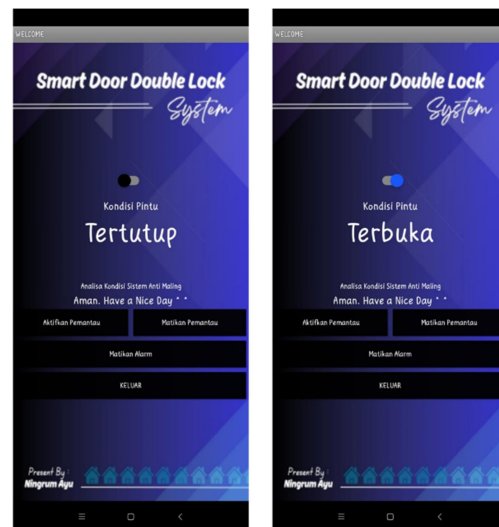 WELCOME
Smart Door Double Lock
System
Kondisi Pintu
Tertutup
Analisa Kondisi Sistem Anti Maling
Aman. Have a Nice Day ^ ^
Aktifkan Pemantau
Matikan Pemantau
Matikan Alarm
KELUAR
Present By :
Ningrum Ayu
WELCOME
Smart Door Double Lock
System
Kondisi Pintu
Terbuka
Analisa Kondisi Sistem Anti Maling
Aman. Have a Nice Day ^ ^
Aktifkan Pemantau
Matikan Pemantau
Matikan Alarm
KELUAR
Present By :
Ningrum Ayu